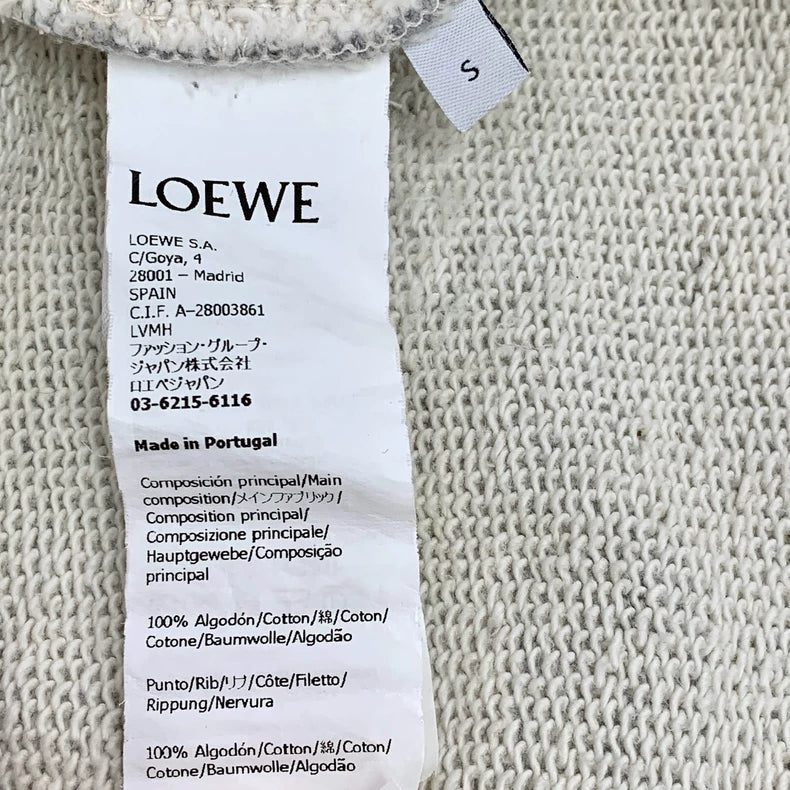 S
LOEWE
LOEWE S.A.
C/Goya, 4
28001 – Madrid
SPAIN
C.I.F. A-28003861
LVMH
ファッション・グループ・
ジャパン株式会社
ロエベジャパン
03-6215-6116
Made in Portugal
Composición principal/Main
composition/メインファブリック/
Composition principal/
Composizione principale/
Hauptgewebe/Composição
principal
100% Algodón/Cotton/綿/Coton/
Cotone/Baumwolle/Algodão
Punto/Rib/リブ/Côte/Filetto/
Rippung/Nervura
100% Algodón/Cotton/綿/Coton/
Cotone/Baumwolle/Algodão